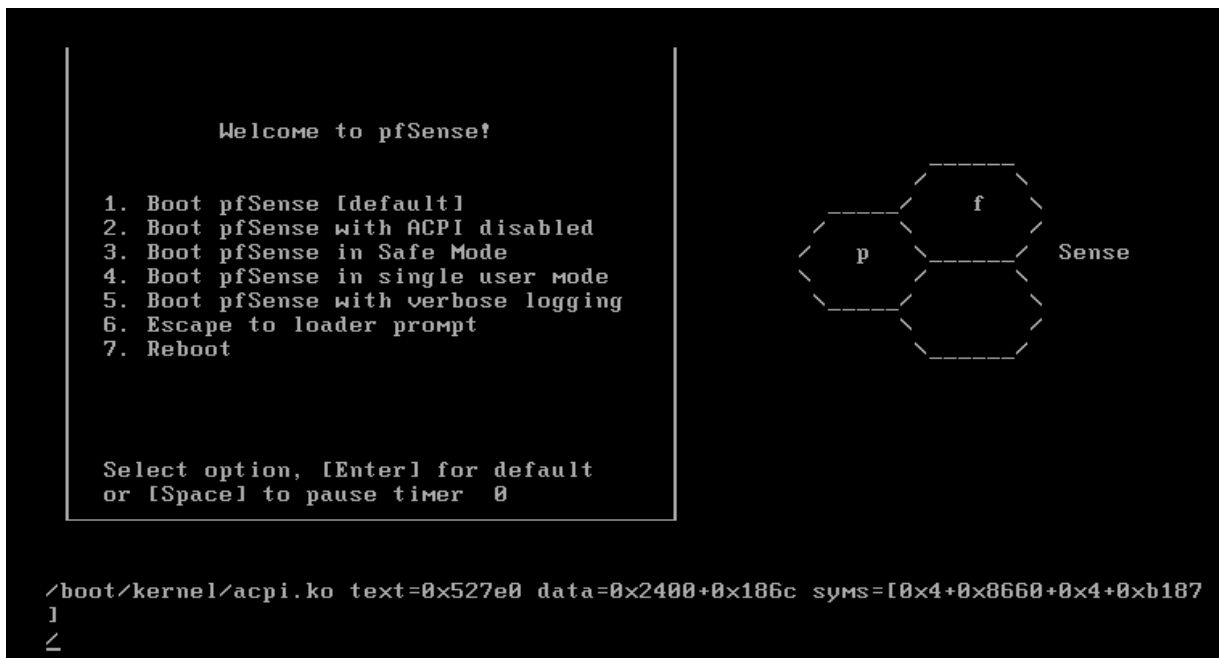 Welcome to pfSense!
1. Boot pfSense [default]
2. Boot pfSense with ACPI disabled
3. Boot pfSense in Safe Mode
4. Boot pfSense in single user mode
5. Boot pfSense with verbose logging
6. Escape to loader prompt
7. Reboot
f
p
Sense
Select option, [Enter] for default
or [Space] to pause timer 0
/boot/kernel/acpi.ko text=0x527e0 data=0x2400+0x186c syms=[0x4+0x8660+0x4+0xb187
]
/